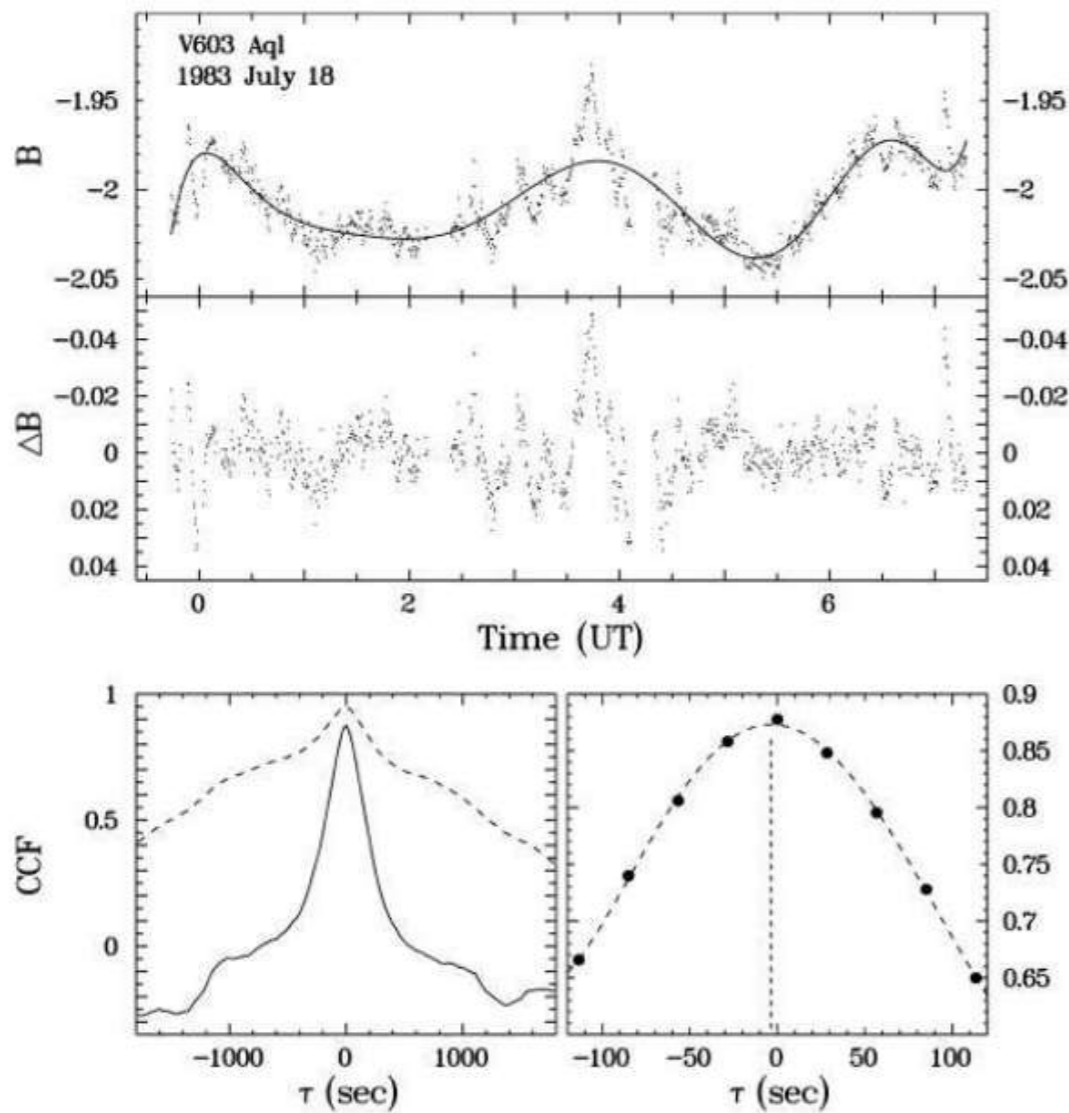 V603 Aql
1983 July 18
−1.95 −1.95
B
−2 −2
−2.05 −2.05
−0.04 −0.04
−0.02 −0.02
ΔB
0 0
0.02 0.02
0.04 0.04
0 2 4 6
Time (UT)
1 0.9
0.85
0.5 0.8
CCF
0.75
0 0.7
0.65
−1000 0 1000 −100 −50 0 50 100
τ (sec) τ (sec)